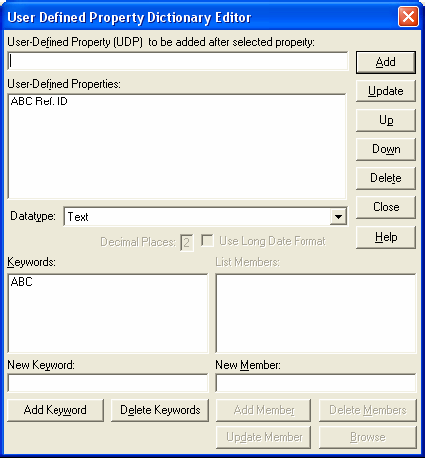 User Defined Property Dictionary Editor
User-Defined Property (UDP) to be added after selected property:
Add
User-Defined Properties:
Update
ABC Ref. ID
Up
Down
Delete
Datatype: Text
Close
Decimal Places: 2 Use Long Date Format
Help
Keywords: List Members:
ABC
New Keyword: New Member:
Add Keyword Delete Keywords Add Member Delete Members
Update Member Browse